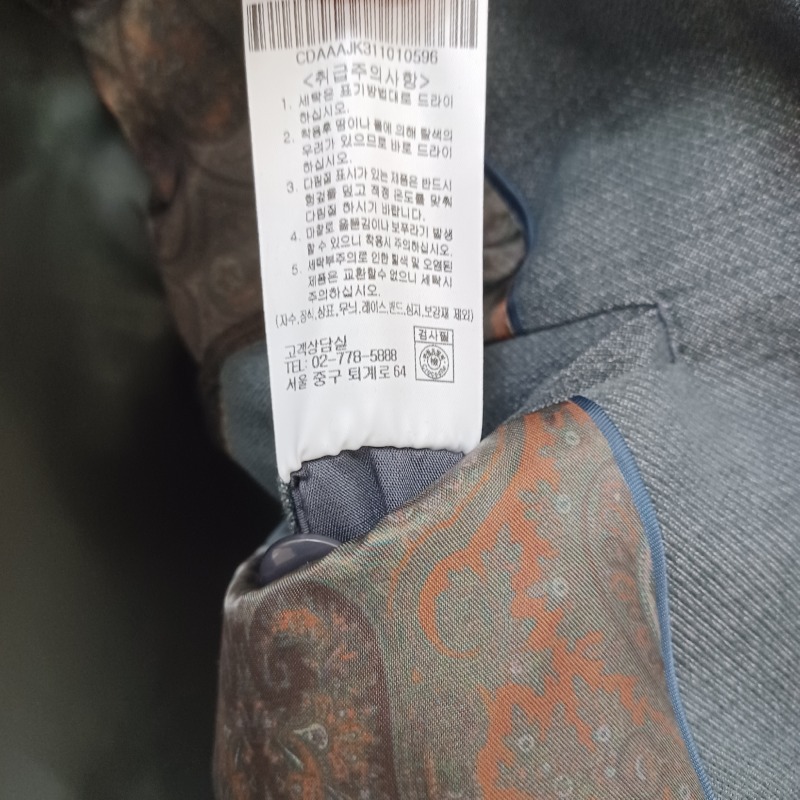 CDAAAJK311010596
<취급주의사항>
1. 세탁은 표기방법대로 드라이
하십시오.
2. 착용후 땀이나 물에 의해 탈색의
우려가 있으므로 바로 드라이
하십시오.
3. 다림질 표시가 있는 제품은 반드시
헝겊를 덮고 적정 온도를 맞춰
다림질 하시기 바랍니다.
4. 마찰로 올뜯김이나 보푸라기 발생
할 수 있으니 착용시 주의하십시오.
5. 세탁부주의로 인한 탈색 및 오염된
제품은 교환할수 없으니 세탁시
주의하십시오.
(자수,장식,상표,무늬,레이스,밴드,심지,보강재 제외)
고객상담실
TEL: 02-778-5888
서울 중구 퇴계로 64
검사필